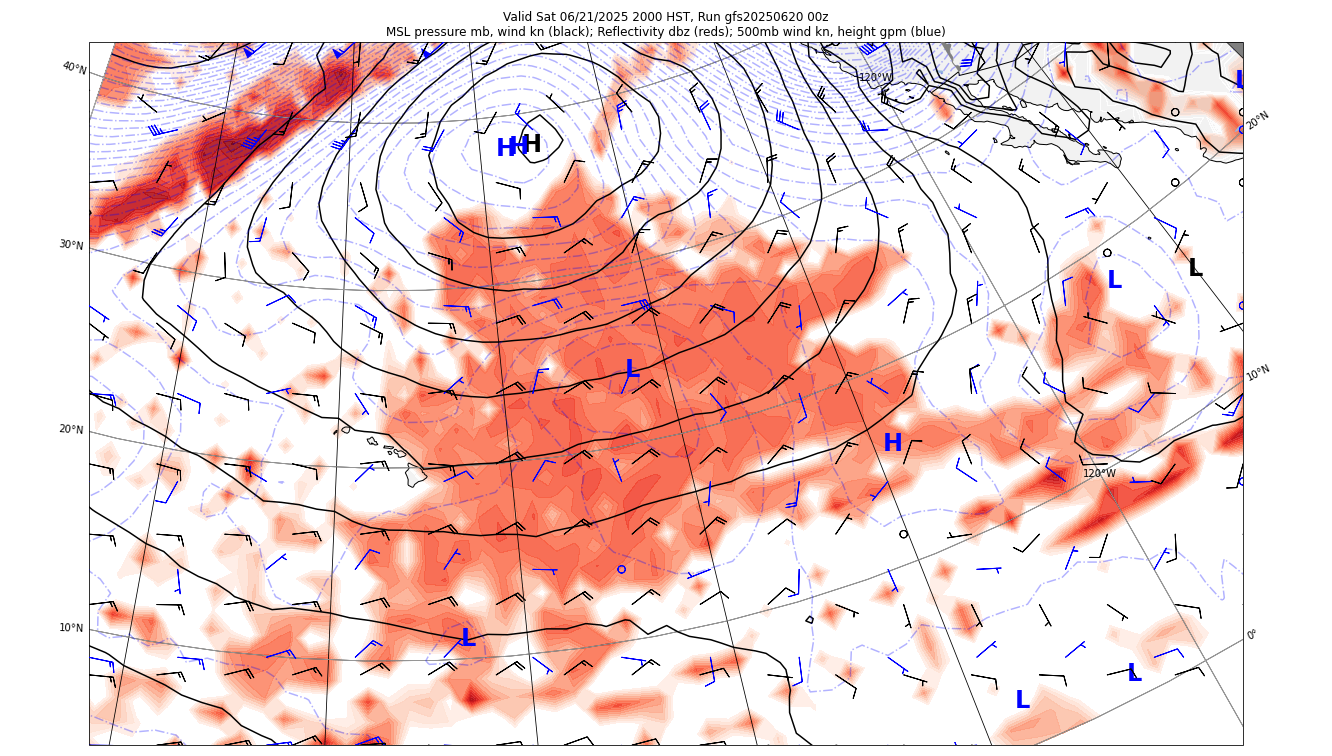 Valid Sat 06/21/2025 2000 HST, Run gfs20250620 00z
MSL pressure mb, wind kn (black); Reflectivity dbz (reds); 500mb wind kn, height gpm (blue)
40°N
120°W
L
20°N
H H H
30°N
L
L
L
10°N
20°N
H
120°W
10°N
L
0°
L
L